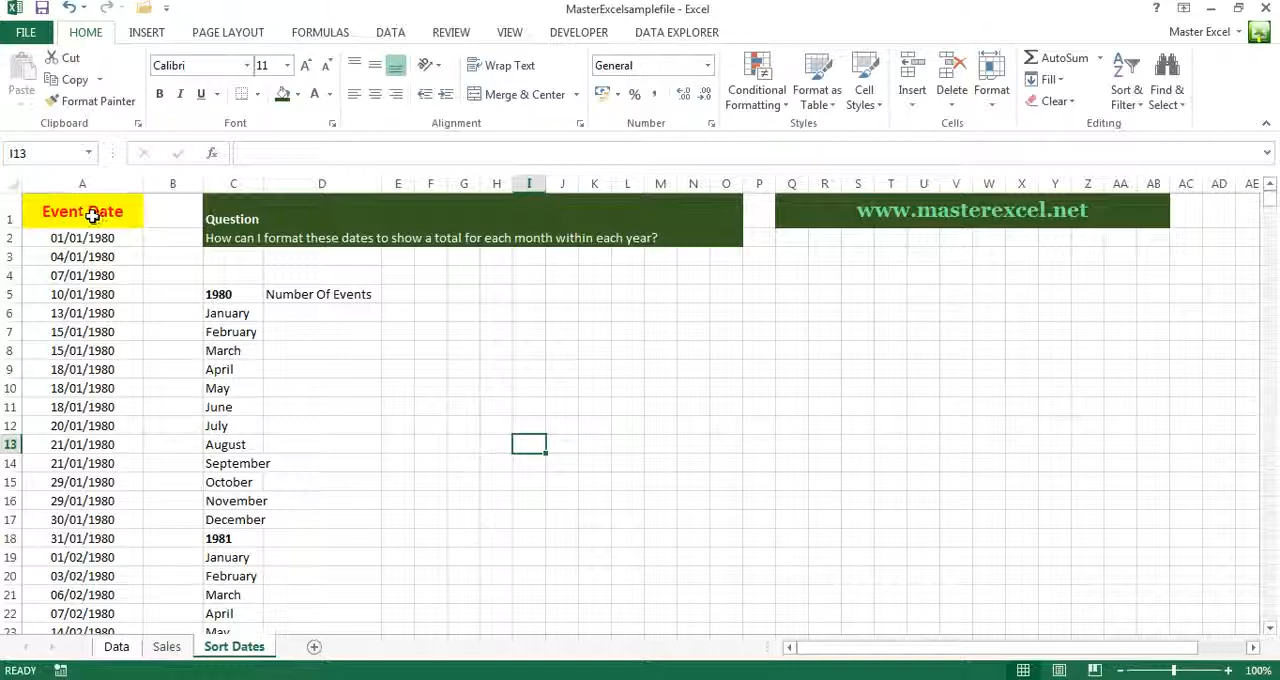 MasterExcelsamplefile - Excel
FILE HOME INSERT PAGE LAYOUT FORMULAS DATA REVIEW VIEW DEVELOPER DATA EXPLORER Master Excel
Paste
Cut
Copy
Format Painter
Clipboard
Calibri 11
B I U
Font
Wrap Text
Merge & Center
Alignment
General
%
Number
Conditional Formatting
Format as Table
Cell Styles
Styles
Insert
Delete
Format
Cells
AutoSum
Fill
Clear
Sort & Filter
Find & Select
Editing
I13
fx
A B C D E F G H I J K L M N O P Q R S T U V W X Y Z AA AB AC AD AE
1 Event Date Question www.masterexcel.net
2 01/01/1980 How can I format these dates to show a total for each month within each year?
3 04/01/1980
4 07/01/1980
5 10/01/1980 1980 Number Of Events
6 13/01/1980 January
7 15/01/1980 February
8 15/01/1980 March
9 18/01/1980 April
10 18/01/1980 May
11 18/01/1980 June
12 20/01/1980 July
13 21/01/1980 August
14 21/01/1980 September
15 29/01/1980 October
16 29/01/1980 November
17 30/01/1980 December
18 31/01/1980 1981
19 01/02/1980 January
20 03/02/1980 February
21 06/02/1980 March
22 07/02/1980 April
23 14/02/1980 May
Data Sales Sort Dates
READY 100%